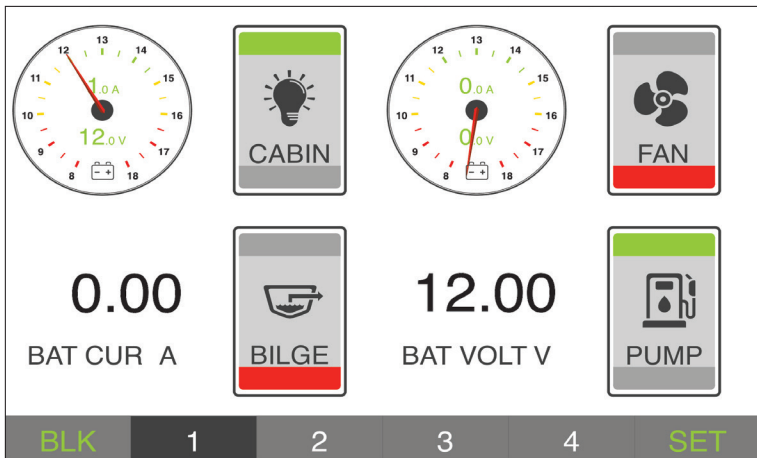 13
12
14
11
15
10
16
9
17
8
18
1.0 A
12.0 V
- +
CABIN
13
12
14
11
15
10
16
9
17
8
18
0.0 A
0.0 V
- +
FAN
0.00
BAT CUR A
BILGE
12.00
BAT VOLT V
PUMP
BLK 1 2 3 4 SET